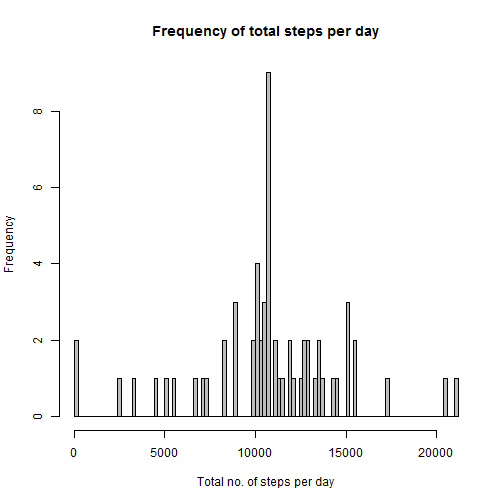 Frequency of total steps per day
Frequency
8
6
4
2
0
0 5000 10000 15000 20000
Total no. of steps per day